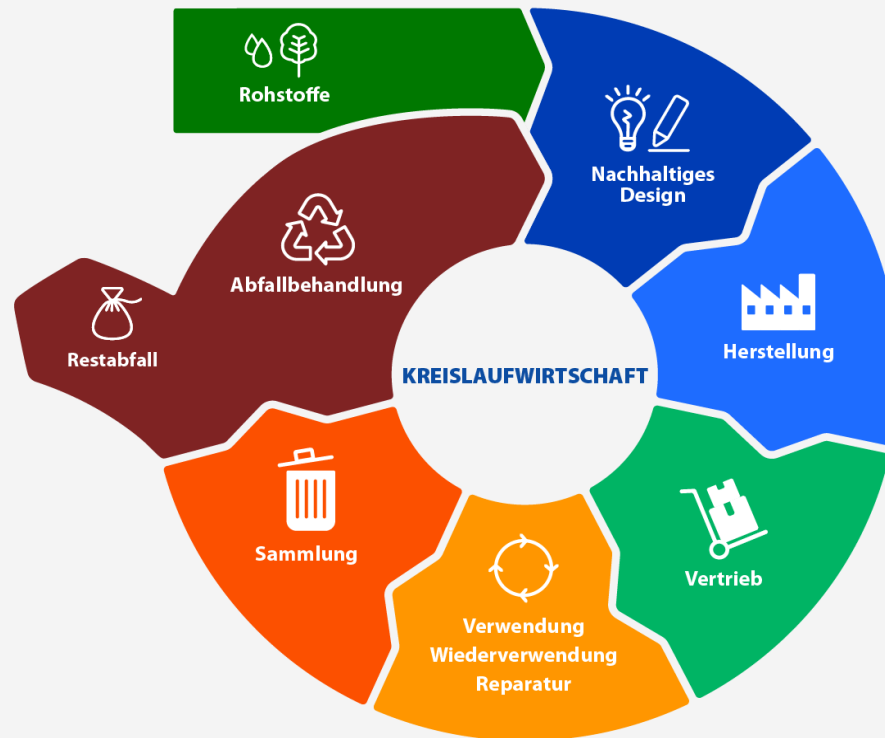 Rohstoffe
Nachhaltiges
Design
Herstellung
Vertrieb
Verwendung
Wiederverwendung
Reparatur
Sammlung
Abfallbehandlung
Restabfall
KREISLAUFWIRTSCHAFT